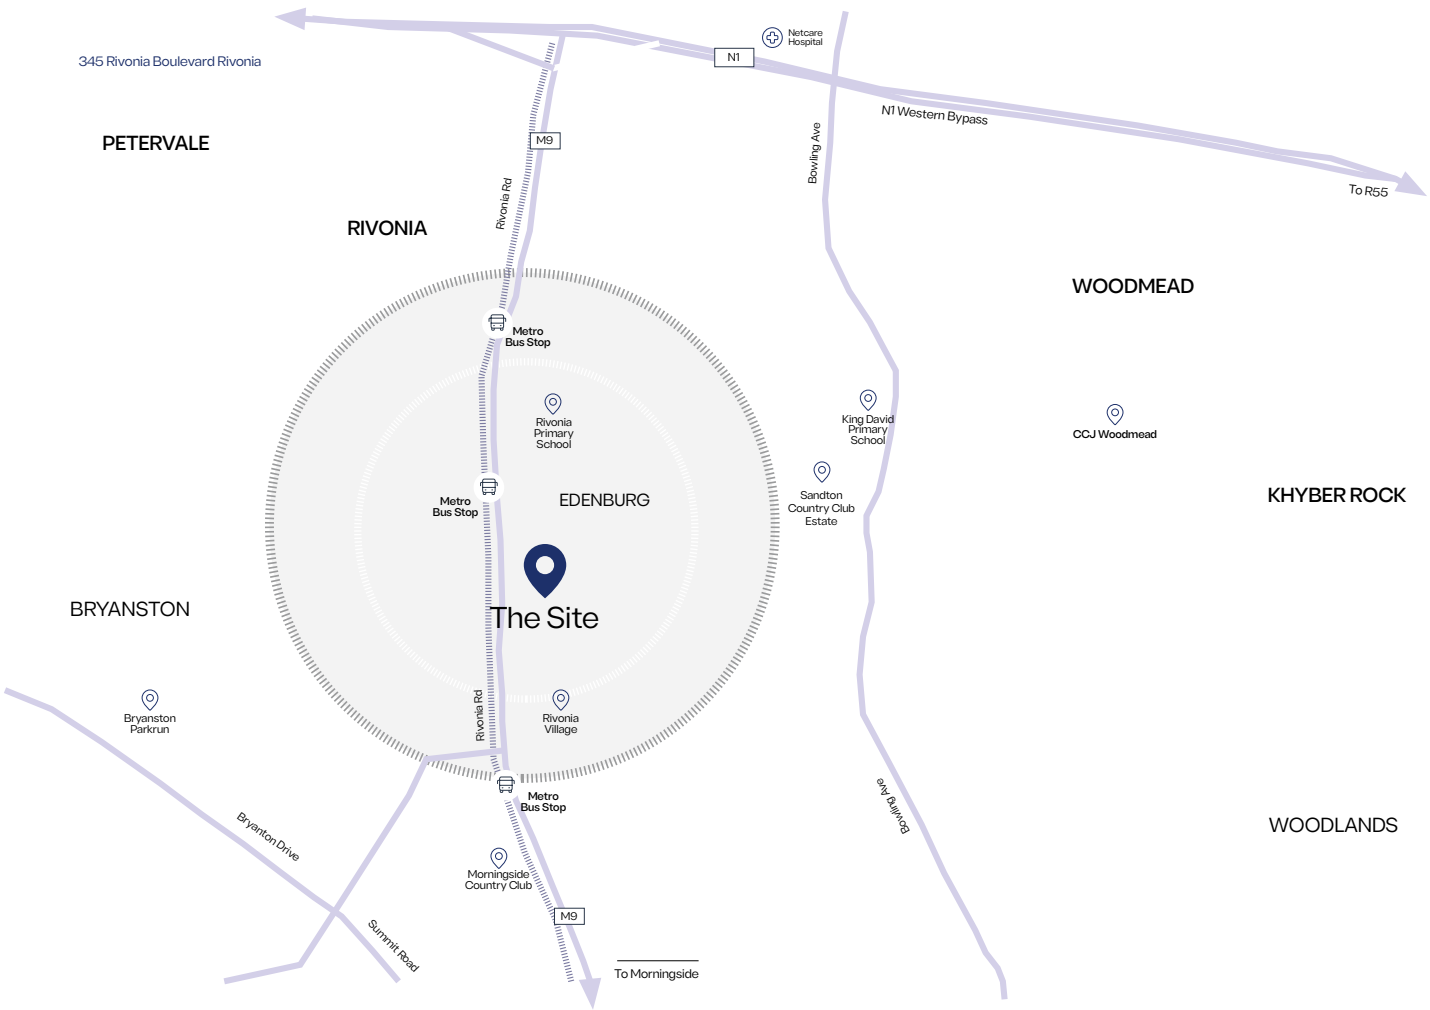 Netcare
Hospital
N1
345 Rivonia Boulevard Rivonia
N1 Western Bypass
PETERVALE
M9
Bowling Ave
To R55
Rivonia Rd
RIVONIA
WOODMEAD
Metro
Bus Stop
Rivonia
Primary
School
King David
Primary
School
CCJ Woodmead
Metro
Bus Stop
EDENBURG
Sandton
Country Club
Estate
KHYBER ROCK
The Site
BRYANSTON
Rivonia Rd
Bryanston
Parkrun
Rivonia
Village
Metro
Bus Stop
Bowling Ave
WOODLANDS
Bryanton Drive
Morningside
Country Club
M9
Summit Road
To Morningside